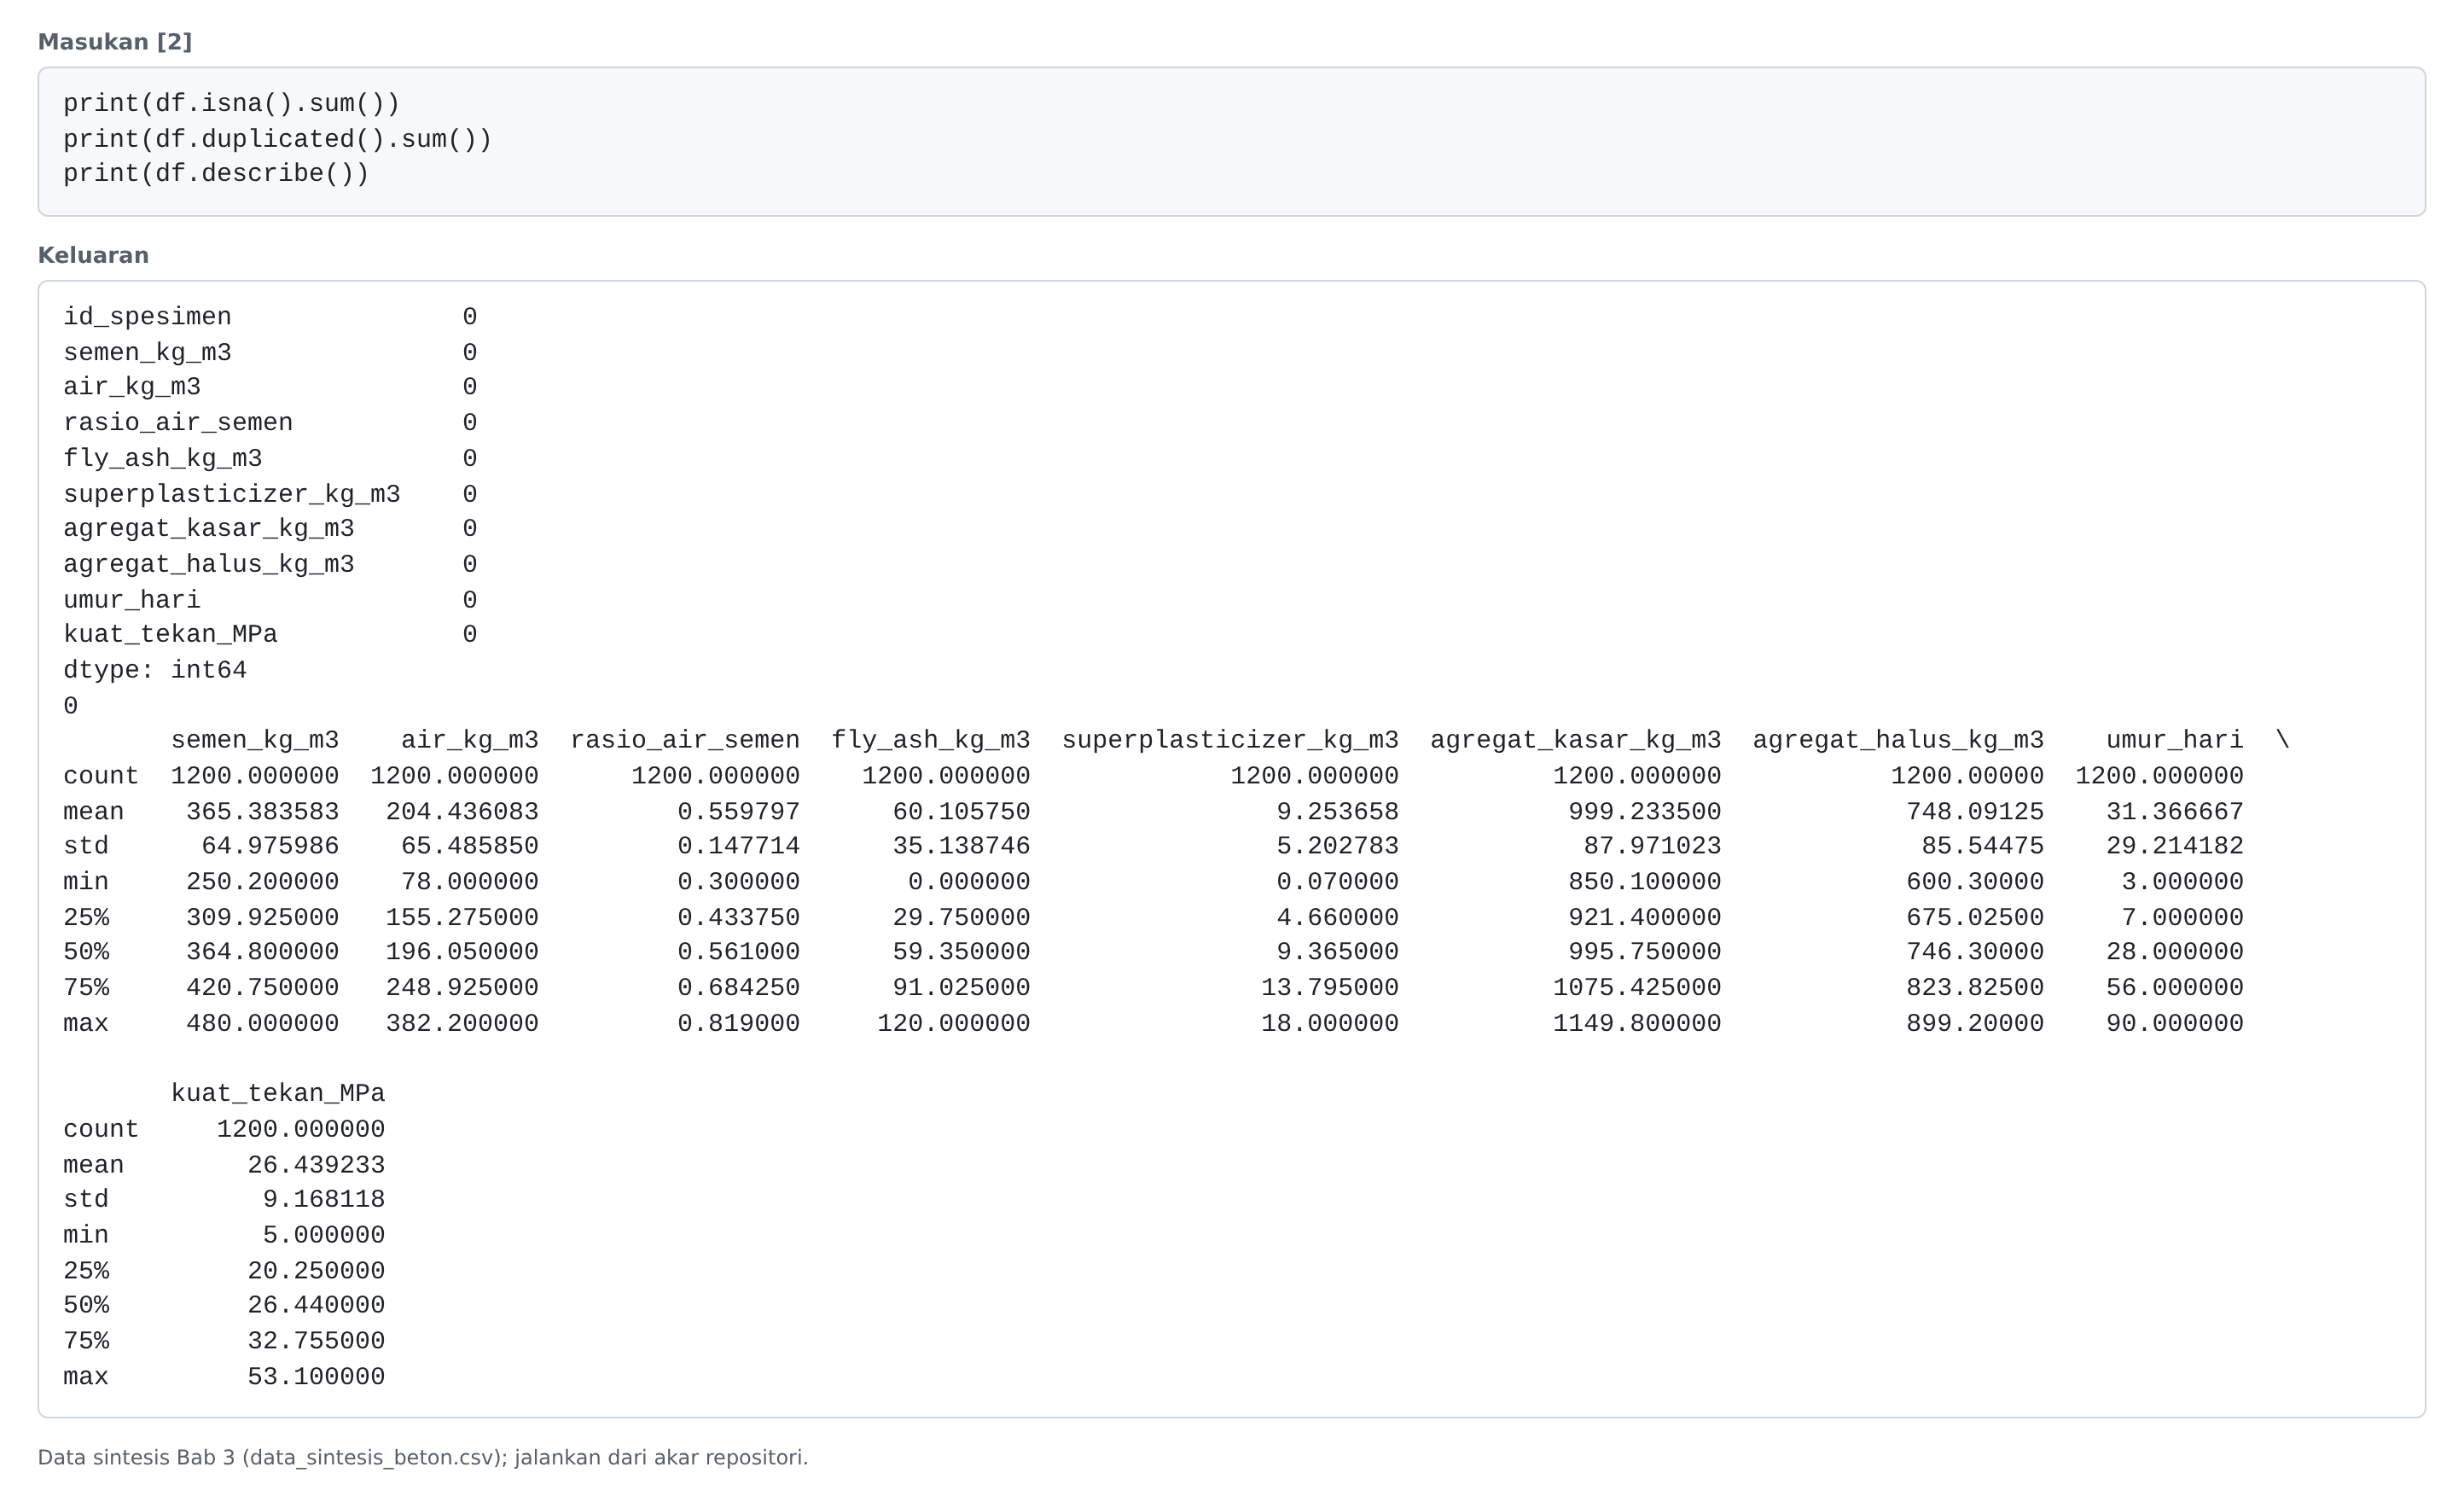 Masukan [2]
print(df.isna().sum())
print(df.duplicated().sum())
print(df.describe())
Keluaran
id_spesimen               0
semen_kg_m3               0
air_kg_m3                 0
rasio_air_semen           0
fly_ash_kg_m3             0
superplasticizer_kg_m3    0
agregat_kasar_kg_m3       0
agregat_halus_kg_m3       0
umur_hari                 0
kuat_tekan_MPa            0
dtype: int64
0
       semen_kg_m3    air_kg_m3  rasio_air_semen  fly_ash_kg_m3  superplasticizer_kg_m3  agregat_kasar_kg_m3  agregat_halus_kg_m3    umur_hari  \
count  1200.000000  1200.000000      1200.000000    1200.000000             1200.000000          1200.000000           1200.00000  1200.000000
mean    365.383583   204.436083         0.559797      60.105750                9.253658           999.233500            748.09125    31.366667
std      64.975986    65.485850         0.147714      35.138746                5.202783            87.971023             85.54475    29.214182
min     250.200000    78.000000         0.300000       0.000000                0.070000           850.100000            600.30000     3.000000
25%     309.925000   155.275000         0.433750      29.750000                4.660000           921.400000            675.02500     7.000000
50%     364.800000   196.050000         0.561000      59.350000                9.365000           995.750000            746.30000    28.000000
75%     420.750000   248.925000         0.684250      91.025000               13.795000          1075.425000            823.82500    56.000000
max     480.000000   382.200000         0.819000     120.000000               18.000000          1149.800000            899.20000    90.000000
       kuat_tekan_MPa
count     1200.000000
mean        26.439233
std          9.168118
min          5.000000
25%         20.250000
50%         26.440000
75%         32.755000
max         53.100000
Data sintesis Bab 3 (data_sintesis_beton.csv); jalankan dari akar repositori.